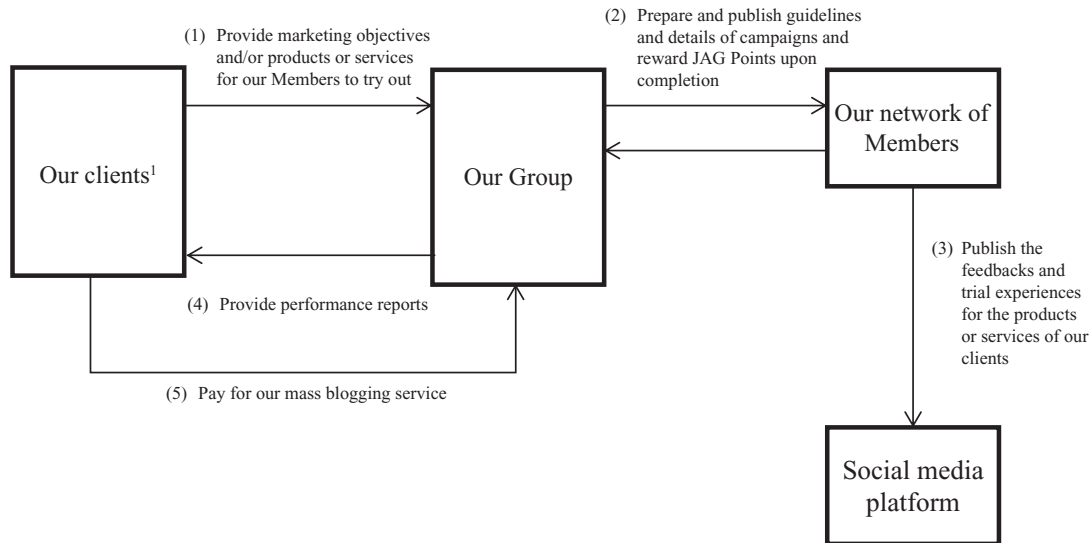 (1) Provide marketing objectives
and/or products or services
for our Members to try out
(2) Prepare and publish guidelines
and details of campaigns and
reward JAG Points upon
completion
Our clients¹
Our Group
Our network of
Members
(3) Publish the
feedbacks and
trial experiences
for the products
or services of our
clients
(4) Provide performance reports
(5) Pay for our mass blogging service
Social media
platform